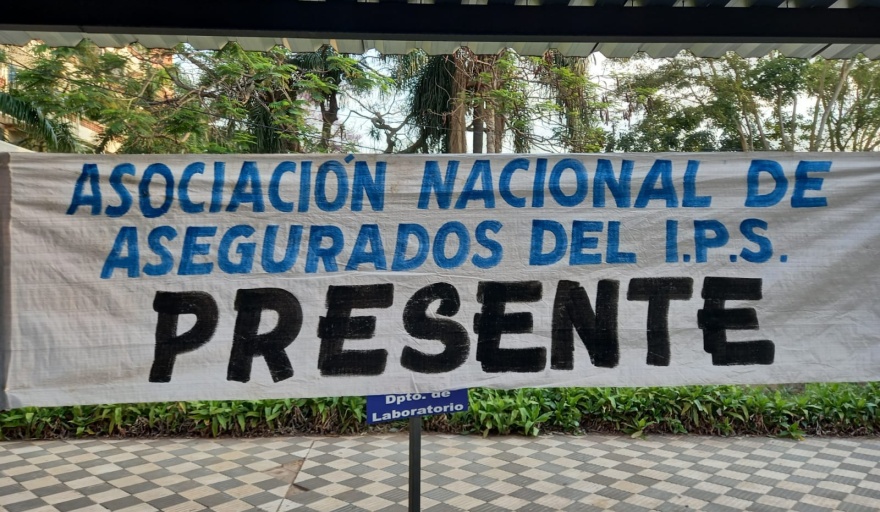 ASOCIACIÓN NACIONAL DE
ASEGURADOS DEL I.P.S.
PRESENTE
Dpto. de
Laboratorio